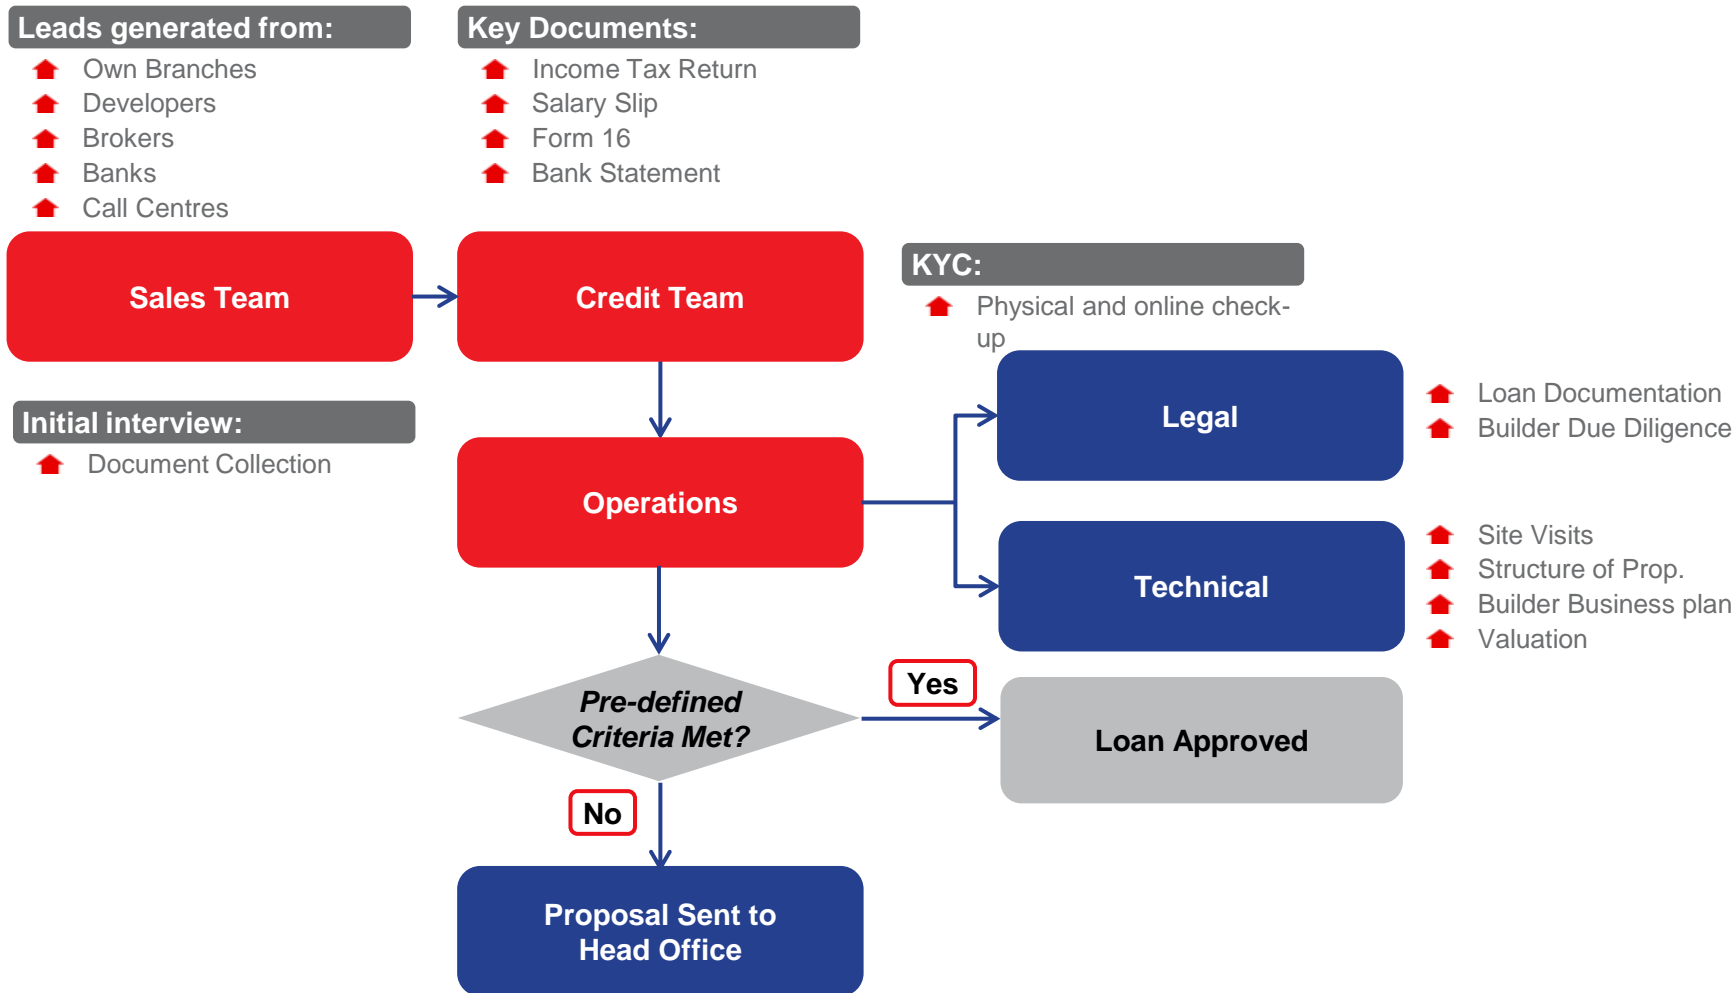 Leads generated from:
Own Branches
Developers
Brokers
Banks
Call Centres
Key Documents:
Income Tax Return
Salary Slip
Form 16
Bank Statement
Sales Team
Credit Team
KYC:
Physical and online check-
up
Initial interview:
Document Collection
Operations
Legal
Loan Documentation
Builder Due Diligence
Technical
Site Visits
Structure of Prop.
Builder Business plan
Valuation
Pre-defined
Criteria Met?
Yes
Loan Approved
No
Proposal Sent to
Head Office